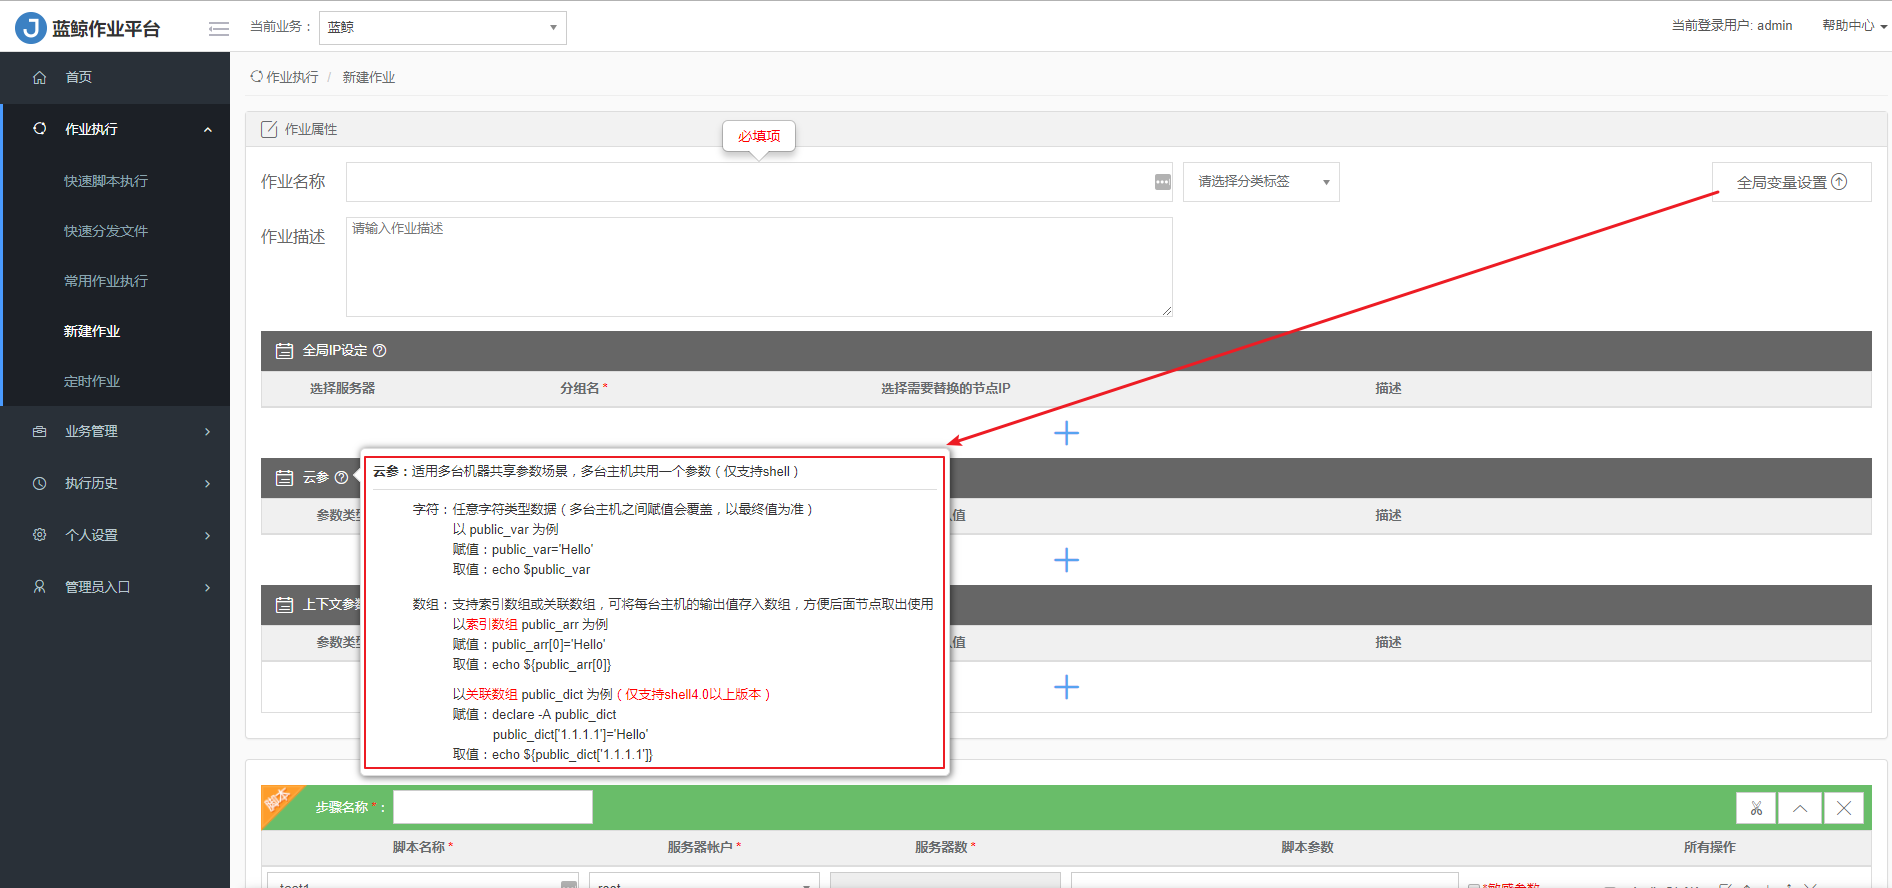 J 蓝鲸作业平台
当前业务：
蓝鲸
当前登录用户: admin
帮助中心
首页
作业执行
快速脚本执行
快速分发文件
常用作业执行
新建作业
定时作业
业务管理
执行历史
个人设置
管理员入口
作业执行 / 新建作业
作业属性
必填项
作业名称
请选择分类标签
全局变量设置
作业描述
请输入作业描述
全局IP设定
选择服务器
分组名 *
选择需要替换的节点IP
描述
云参
参数类
值
描述
上下文参
参数类
值
描述
云参：适用多台机器共享参数场景，多台主机共用一个参数（仅支持shell）
字符：任意字符类型数据（多台主机之间赋值会覆盖，以最终值为准）
以 public_var 为例
赋值：public_var='Hello'
取值：echo $public_var
数组：支持索引数组或关联数组，可将每台主机的输出值存入数组，方便后面节点取出使用
以索引数组 public_arr 为例
赋值：public_arr[0]='Hello'
取值：echo ${public_arr[0]}
以关联数组 public_dict 为例（仅支持shell4.0以上版本）
赋值：declare -A public_dict
public_dict['1.1.1.1']='Hello'
取值：echo ${public_dict['1.1.1.1']}
脚本
步骤名称 * :
脚本名称 *
服务器帐户 *
服务器数 *
脚本参数
所有操作
test1
root
*敏感参数